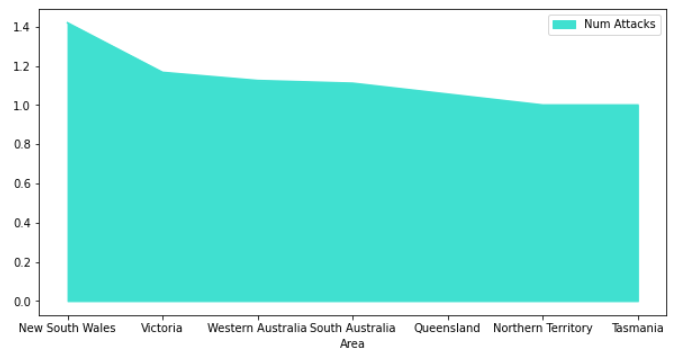 Num Attacks
1.4
1.2
1.0
0.8
0.6
0.4
0.2
0.0
New South Wales Victoria Western Australia South Australia Queensland Northern Territory Tasmania
Area